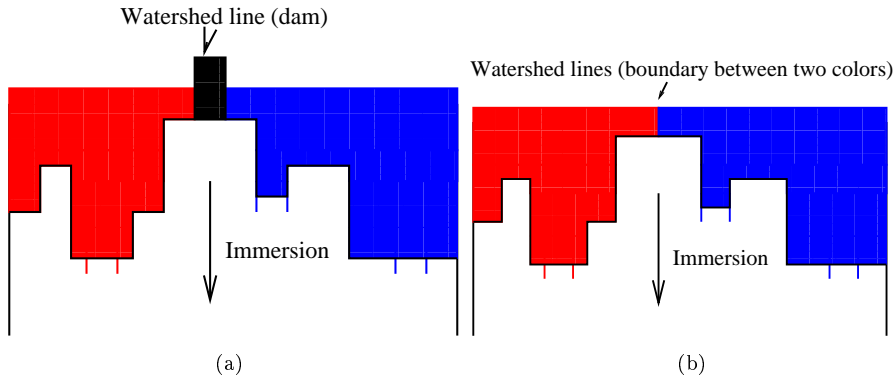 Watershed line (dam)
Immersion
(a)
Watershed lines (boundary between two colors)
Immersion
(b)